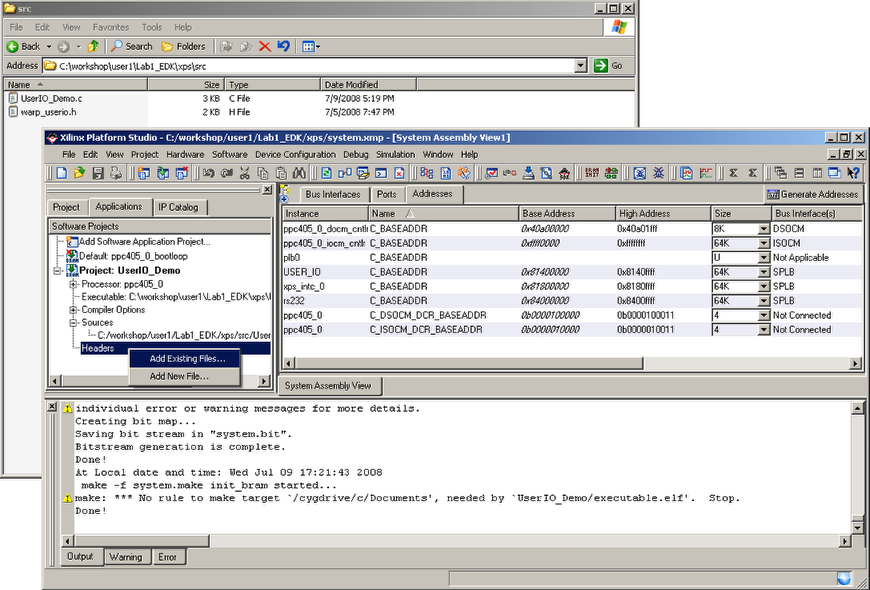 src
File Edit View Favorites Tools Help
Back Search Folders
Address C:\workshop\user1\Lab1_EDK\xps\src Go
Name Size Type Date Modified
UserIO_Demo.c 3 KB C File 7/9/2008 5:19 PM
warp_userio.h 2 KB H File 7/5/2008 7:47 PM
Xilinx Platform Studio - C:/workshop/user1/Lab1_EDK/xps/system.xmp - [System Assembly View1]
File Edit View Project Hardware Software Device Configuration Debug Simulation Window Help
Project Applications IP Catalog
Software Projects
Add Software Application Project...
Default: ppc405_0_bootloop
Project: UserIO_Demo
Processor: ppc405_0
Executable: C:\workshop\user1\Lab1_EDK\xps\
Compiler Options
Sources
C:/workshop/user1/Lab1_EDK/xps/src/User
Headers
Add Existing Files...
Add New File...
Bus Interfaces Ports Addresses Generate Addresses
Instance Name Base Address High Address Size Bus Interface(s)
ppc405_0_docm_cntlr C_BASEADDR 0x40a00000 0x40a01fff 8K DSOCM
ppc405_0_iocm_cntlr C_BASEADDR 0xffff0000 0xffffffff 64K ISOCM
plb0 C_BASEADDR U Not Applicable
USER_IO C_BASEADDR 0x81400000 0x8140ffff 64K SPLB
xps_intc_0 C_BASEADDR 0x81800000 0x8180ffff 64K SPLB
rs232 C_BASEADDR 0x84000000 0x8400ffff 64K SPLB
ppc405_0 C_DSOCM_DCR_BASEADDR 0b0000100000 0b0000100011 4 Not Connected
ppc405_0 C_ISOCM_DCR_BASEADDR 0b0000010000 0b0000010011 4 Not Connected
System Assembly View
individual error or warning messages for more details.
Creating bit map...
Saving bit stream in "system.bit".
Bitstream generation is complete.
Done!
At Local date and time: Wed Jul 09 17:21:43 2008
make -f system.make init_bram started...
make: *** No rule to make target `/cygdrive/c/Documents', needed by `UserIO_Demo/executable.elf'. Stop.
Done!
Output Warning Error